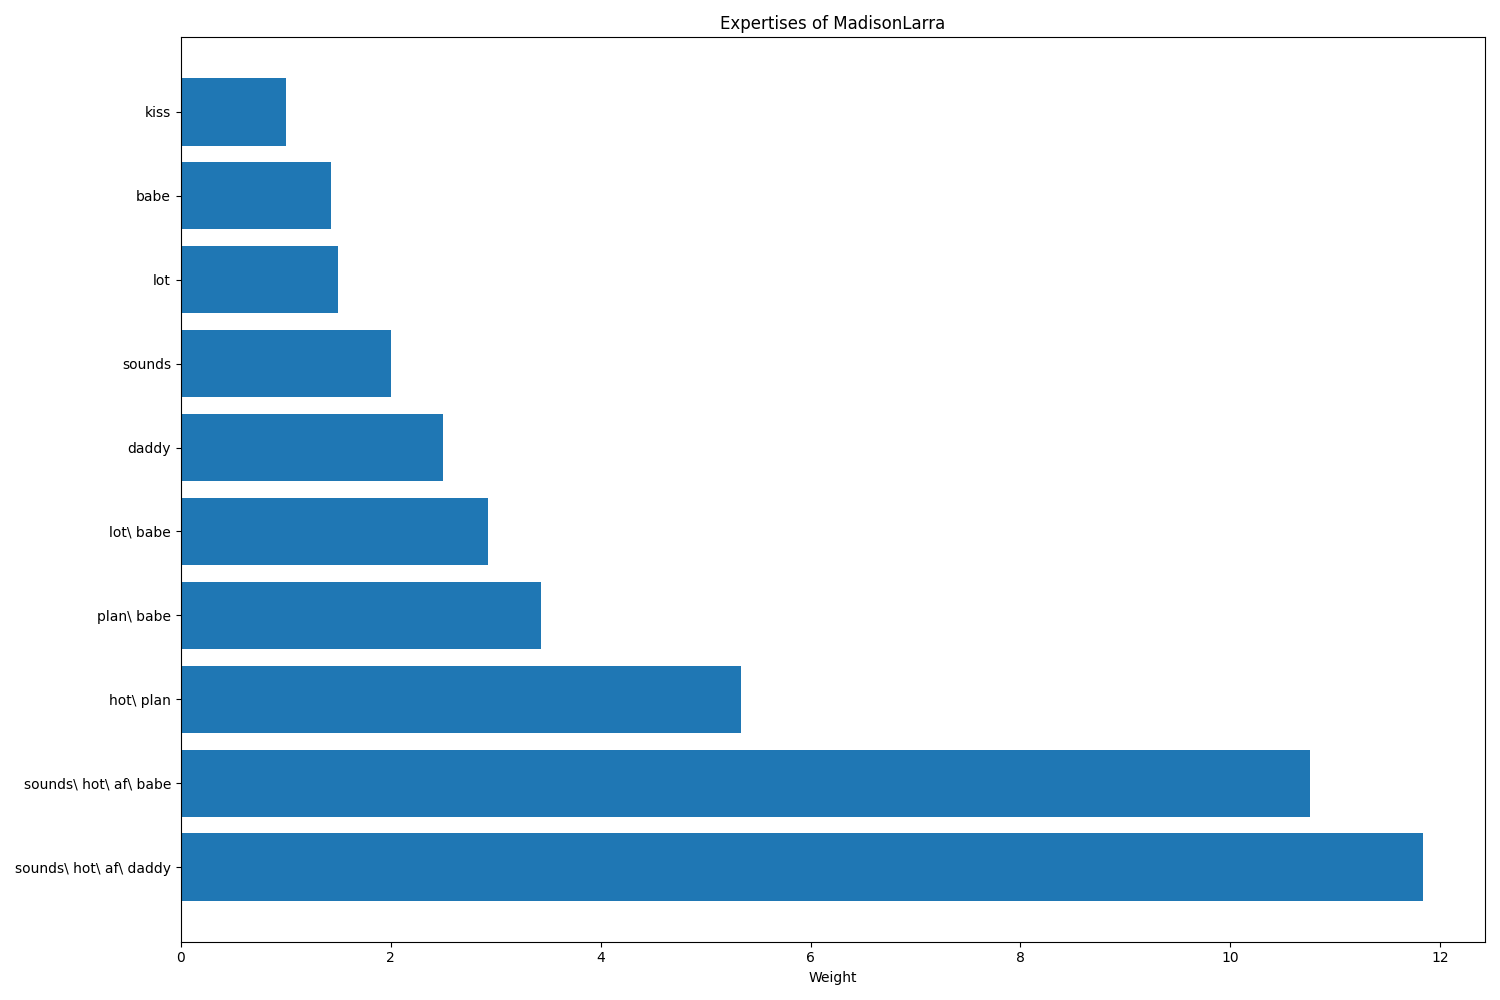 Expertises of MadisonLarra
kiss
babe
lot
sounds
daddy
lot\ babe
plan\ babe
hot\ plan
sounds\ hot\ af\ babe
sounds\ hot\ af\ daddy
0 2 4 6 8 10 12
Weight